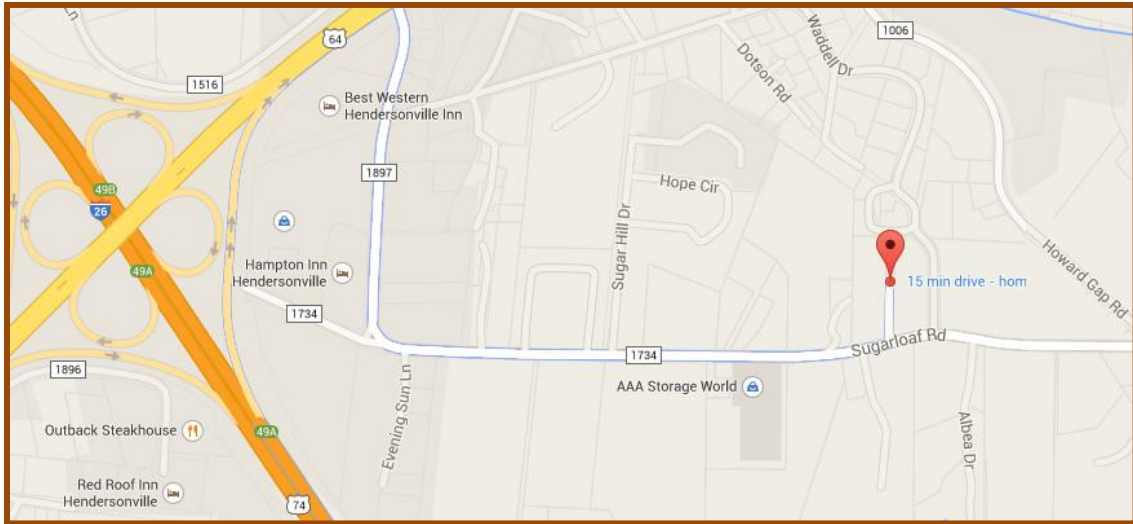 Ln
64
1516
Best Western
Hendersonville Inn
1897
49B
26
49A
Hampton Inn
Hendersonville
1734
1896
Outback Steakhouse
49A
Red Roof Inn
Hendersonville
74
Evening Sun Ln
Sugar Hill Dr
Hope Cir
1734
AAA Storage World
Dotson Rd
Waddell Dr
1006
15 min drive - hom
Sugarloaf Rd
Howard Gap Rd
Albea Dr